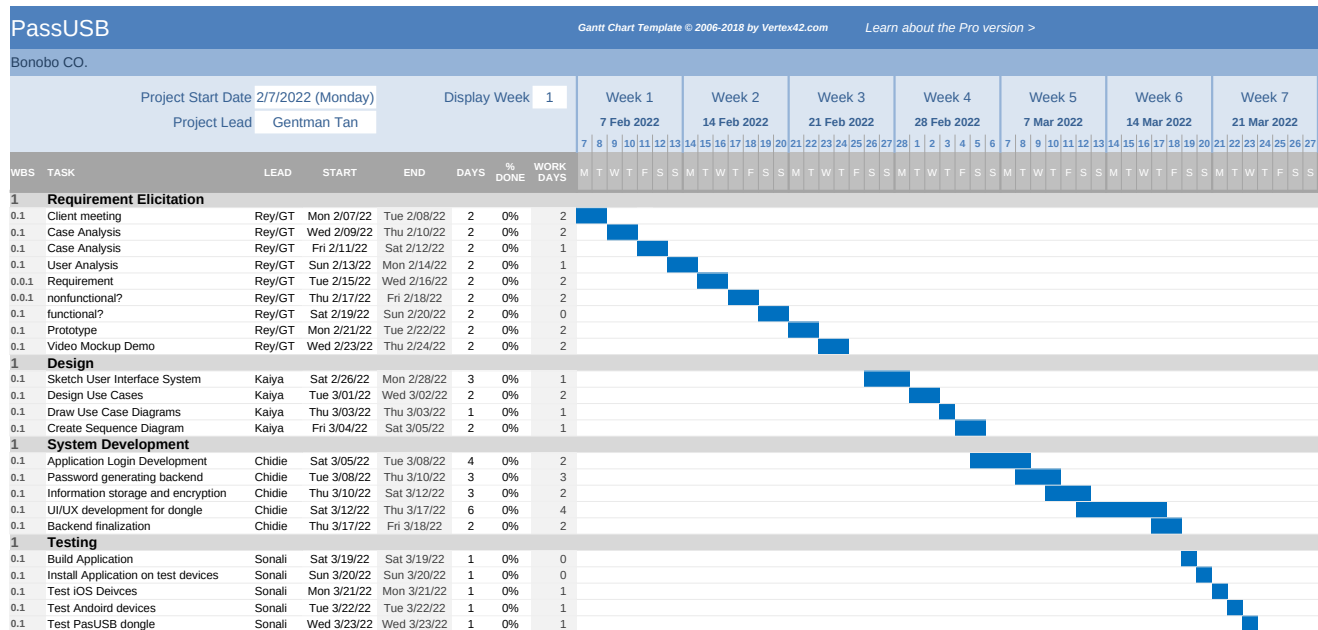 PassUSB Gantt Chart Template © 2006-2018 by Vertex42.com Learn about the Pro version >
Bonobo CO.
Project Start Date 2/7/2022 (Monday) Display Week 1 Week 1 Week 2 Week 3 Week 4 Week 5 Week 6 Week 7
Project Lead Gentman Tan 7 Feb 2022 14 Feb 2022 21 Feb 2022 28 Feb 2022 7 Mar 2022 14 Mar 2022 21 Mar 2022
7 8 9 10 11 12 13 14 15 16 17 18 19 20 21 22 23 24 25 26 27 28 1 2 3 4 5 6 7 8 9 10 11 12 13 14 15 16 17 18 19 20 21 22 23 24 25 26 27
WBS TASK LEAD START END DAYS % DONE WORK DAYS M T W T F S S M T W T F S S M T W T F S S M T W T F S S M T W T F S S M T W T F S S M T W T F S S
1 Requirement Elicitation
0.1 Client meeting Rey/GT Mon 2/07/22 Tue 2/08/22 2 0% 2
0.1 Case Analysis Rey/GT Wed 2/09/22 Thu 2/10/22 2 0% 2
0.1 Case Analysis Rey/GT Fri 2/11/22 Sat 2/12/22 2 0% 1
0.1 User Analysis Rey/GT Sun 2/13/22 Mon 2/14/22 2 0% 1
0.0.1 Requirement Rey/GT Tue 2/15/22 Wed 2/16/22 2 0% 2
0.0.1 nonfunctional? Rey/GT Thu 2/17/22 Fri 2/18/22 2 0% 2
0.1 functional? Rey/GT Sat 2/19/22 Sun 2/20/22 2 0% 0
0.1 Prototype Rey/GT Mon 2/21/22 Tue 2/22/22 2 0% 2
0.1 Video Mockup Demo Rey/GT Wed 2/23/22 Thu 2/24/22 2 0% 2
1 Design
0.1 Sketch User Interface System Kaiya Sat 2/26/22 Mon 2/28/22 3 0% 1
0.1 Design Use Cases Kaiya Tue 3/01/22 Wed 3/02/22 2 0% 2
0.1 Draw Use Case Diagrams Kaiya Thu 3/03/22 Thu 3/03/22 1 0% 1
0.1 Create Sequence Diagram Kaiya Fri 3/04/22 Sat 3/05/22 2 0% 1
1 System Development
0.1 Application Login Development Chidie Sat 3/05/22 Tue 3/08/22 4 0% 2
0.1 Password generating backend Chidie Tue 3/08/22 Thu 3/10/22 3 0% 3
0.1 Information storage and encryption Chidie Thu 3/10/22 Sat 3/12/22 3 0% 2
0.1 UI/UX development for dongle Chidie Sat 3/12/22 Thu 3/17/22 6 0% 4
0.1 Backend finalization Chidie Thu 3/17/22 Fri 3/18/22 2 0% 2
1 Testing
0.1 Build Application Sonali Sat 3/19/22 Sat 3/19/22 1 0% 0
0.1 Install Application on test devices Sonali Sun 3/20/22 Sun 3/20/22 1 0% 0
0.1 Test iOS Deivces Sonali Mon 3/21/22 Mon 3/21/22 1 0% 1
0.1 Test Andoird devices Sonali Tue 3/22/22 Tue 3/22/22 1 0% 1
0.1 Test PasUSB dongle Sonali Wed 3/23/22 Wed 3/23/22 1 0% 1